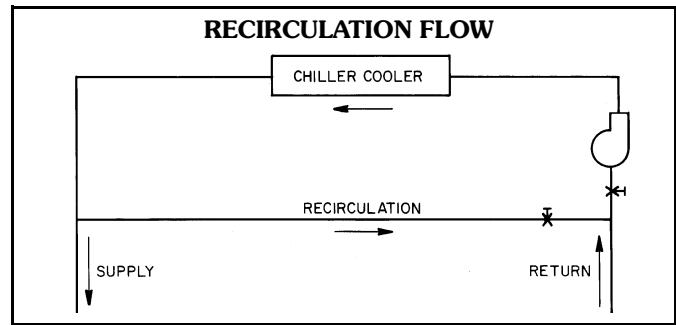 RECIRCULATION FLOW
CHILLER COOLER
RECIRCULATION
SUPPLY
RETURN